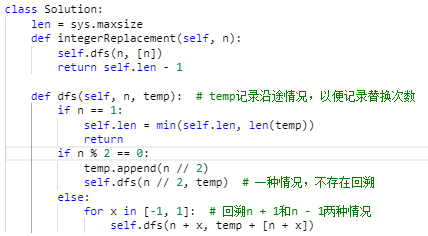 class Solution:
    len = sys.maxsize
    def integerReplacement(self, n):
        self.dfs(n, [n])
        return self.len - 1

    def dfs(self, n, temp):  # temp记录沿途情况，以便记录替换次数
        if n == 1:
            self.len = min(self.len, len(temp))
            return
        if n % 2 == 0:
            temp.append(n // 2)
            self.dfs(n // 2, temp)  # 一种情况，不存在回溯
        else:
            for x in [-1, 1]:  # 回溯n + 1和n - 1两种情况
                self.dfs(n + x, temp + [n + x])